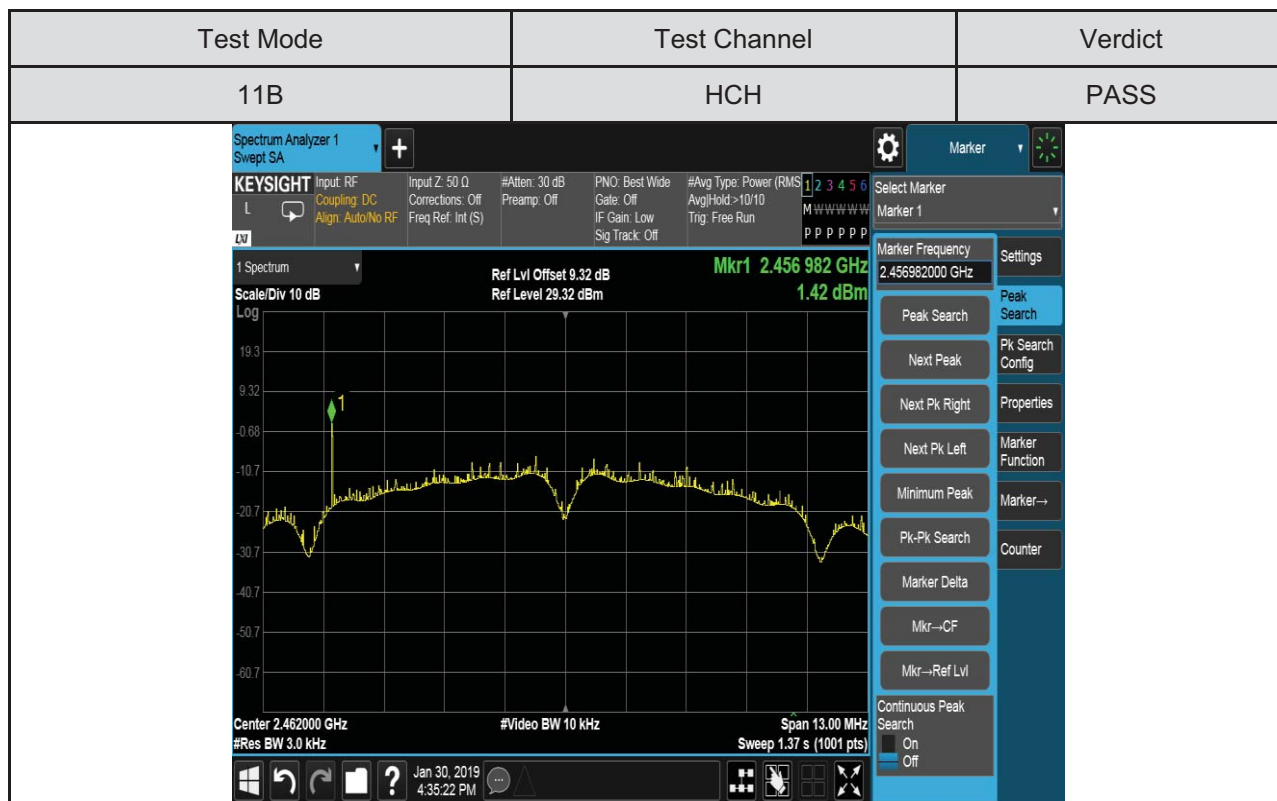 Test Mode Test Channel Verdict
11B HCH PASS
Spectrum Analyzer 1
Swept SA
+
Marker
KEYSIGHT
L
LXI
Input: RF
Coupling: DC
Align: Auto/No RF
Input Z: 50 Ω
Corrections: Off
Freq Ref: Int (S)
#Atten: 30 dB
Preamp: Off
PNO: Best Wide
Gate: Off
IF Gain: Low
Sig Track: Off
#Avg Type: Power (RMS
Avg|Hold:>10/10
Trig: Free Run
1 2 3 4 5 6
M W W W W W
P P P P P P
Select Marker
Marker 1
1 Spectrum
Scale/Div 10 dB
Log
Ref Lvl Offset 9.32 dB
Ref Level 29.32 dBm
Mkr1 2.456 982 GHz
1.42 dBm
19.3
9.32
-0.68
-10.7
-20.7
-30.7
-40.7
-50.7
-60.7
1
Center 2.462000 GHz
#Res BW 3.0 kHz
#Video BW 10 kHz
Span 13.00 MHz
Sweep 1.37 s (1001 pts)
Marker Frequency
2.456982000 GHz
Peak Search
Next Peak
Next Pk Right
Next Pk Left
Minimum Peak
Pk-Pk Search
Marker Delta
Mkr→CF
Mkr→Ref Lvl
Continuous Peak
Search
On
Off
Settings
Peak
Search
Pk Search
Config
Properties
Marker
Function
Marker→
Counter
?
Jan 30, 2019
4:35:22 PM